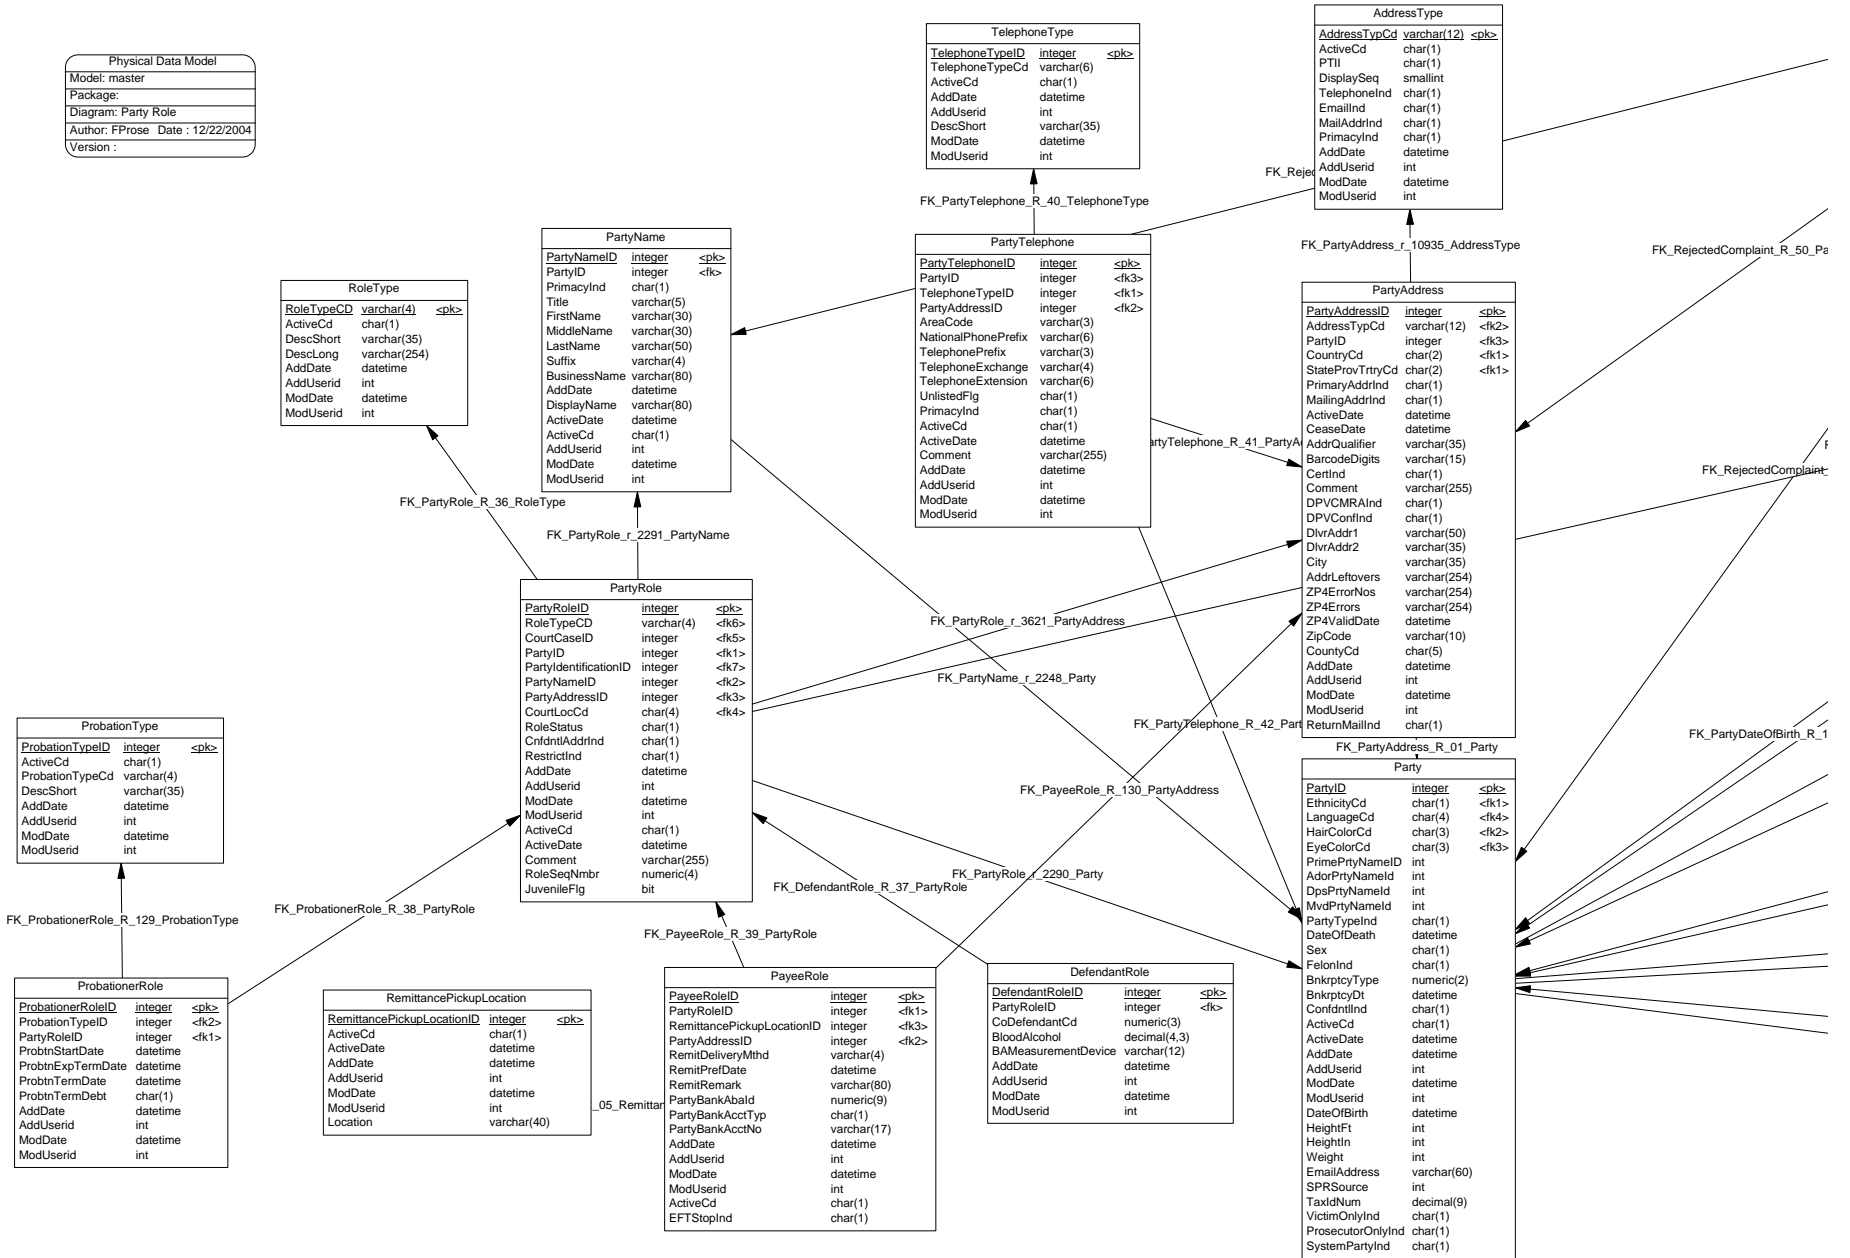 Physical Data Model
Model: master
Package:
Diagram: Party Role
Author: FProse Date : 12/22/2004
Version :
TelephoneType
TelephoneTypeID integer <pk>
TelephoneTypeCd varchar(6)
ActiveCd char(1)
AddDate datetime
AddUserid int
DescShort varchar(35)
ModDate datetime
ModUserid int
AddressType
AddressTypCd varchar(12) <pk>
ActiveCd char(1)
PTII char(1)
DisplaySeq smallint
TelephoneInd char(1)
EmailInd char(1)
MailAddrInd char(1)
PrimacyInd char(1)
AddDate datetime
AddUserid int
ModDate datetime
ModUserid int
FK_Rejec
FK_PartyTelephone_R_40_TelephoneType
FK_PartyAddress_r_10935_AddressType
FK_RejectedComplaint_R_50_Pa
PartyName
PartyNameID integer <pk>
PartyID integer <fk>
PrimacyInd char(1)
Title varchar(5)
FirstName varchar(30)
MiddleName varchar(30)
LastName varchar(50)
Suffix varchar(4)
BusinessName varchar(80)
AddDate datetime
DisplayName varchar(80)
ActiveDate datetime
ActiveCd char(1)
AddUserid int
ModDate datetime
ModUserid int
PartyTelephone
PartyTelephoneID integer <pk>
PartyID integer <fk3>
TelephoneTypeID integer <fk1>
PartyAddressID integer <fk2>
AreaCode varchar(3)
NationalPhonePrefix varchar(6)
TelephonePrefix varchar(3)
TelephoneExchange varchar(4)
TelephoneExtension varchar(6)
UnlistedFlg char(1)
PrimacyInd char(1)
ActiveCd char(1)
ActiveDate datetime
Comment varchar(255)
AddDate datetime
AddUserid int
ModDate datetime
ModUserid int
RoleType
RoleTypeCD varchar(4) <pk>
ActiveCd char(1)
DescShort varchar(35)
DescLong varchar(254)
AddDate datetime
AddUserid int
ModDate datetime
ModUserid int
PartyAddress
PartyAddressID integer <pk>
AddressTypCd varchar(12) <fk2>
PartyID integer <fk3>
CountryCd char(2) <fk1>
StateProvTrtryCd char(2) <fk1>
PrimaryAddrInd char(1)
MailingAddrInd char(1)
ActiveDate datetime
CeaseDate datetime
AddrQualifier varchar(35)
BarcodeDigits varchar(15)
CertInd char(1)
Comment varchar(255)
DPVCMRAInd char(1)
DPVConfInd char(1)
DlvrAddr1 varchar(50)
DlvrAddr2 varchar(35)
City varchar(35)
AddrLeftovers varchar(254)
ZP4ErrorNos varchar(254)
ZP4Errors varchar(254)
ZP4ValidDate datetime
ZipCode varchar(10)
CountyCd char(5)
AddDate datetime
AddUserid int
ModDate datetime
ModUserid int
ReturnMailInd char(1)
artyTelephone_R_41_PartyA
FK_RejectedComplaint_
FK_PartyRole_R_36_RoleType
FK_PartyRole_r_2291_PartyName
PartyRole
PartyRoleID integer <pk>
RoleTypeCD varchar(4) <fk6>
CourtCaseID integer <fk5>
PartyID integer <fk1>
PartyIdentificationID integer <fk7>
PartyNameID integer <fk2>
PartyAddressID integer <fk3>
CourtLocCd char(4) <fk4>
RoleStatus char(1)
CnfdntlAddrInd char(1)
RestrictInd char(1)
AddDate datetime
AddUserid int
ModDate datetime
ModUserid int
ActiveCd char(1)
ActiveDate datetime
Comment varchar(255)
RoleSeqNmbr numeric(4)
JuvenileFlg bit
FK_PartyRole_r_3621_PartyAddress
FK_PartyName_r_2248_Party
FK_PartyTelephone_R_42_Part
FK_PartyDateOfBirth_R_1
FK_PartyAddress_R_01_Party
FK_PayeeRole_R_130_PartyAddress
ProbationType
ProbationTypeID integer <pk>
ActiveCd char(1)
ProbationTypeCd varchar(4)
DescShort varchar(35)
AddDate datetime
AddUserid int
ModDate datetime
ModUserid int
Party
PartyID integer <pk>
EthnicityCd char(1) <fk1>
LanguageCd char(4) <fk4>
HairColorCd char(3) <fk2>
EyeColorCd char(3) <fk3>
PrimePrtyNameID int
AdorPrtyNameId int
DpsPrtyNameId int
MvdPrtyNameId int
PartyTypeInd char(1)
DateOfDeath datetime
Sex char(1)
FelonInd char(1)
BnkrptcyType numeric(2)
BnkrptcyDt datetime
ConfdntlInd char(1)
ActiveCd char(1)
ActiveDate datetime
AddDate datetime
AddUserid int
ModDate datetime
ModUserid int
DateOfBirth datetime
HeightFt int
HeightIn int
Weight int
EmailAddress varchar(60)
SPRSource int
TaxIdNum decimal(9)
VictimOnlyInd char(1)
ProsecutorOnlyInd char(1)
SystemPartyInd char(1)
FK_PartyRole_r_2290_Party
FK_DefendantRole_R_37_PartyRole
FK_ProbationerRole_R_38_PartyRole
FK_ProbationerRole_R_129_ProbationType
FK_PayeeRole_R_39_PartyRole
ProbationerRole
ProbationerRoleID integer <pk>
ProbationTypeID integer <fk2>
PartyRoleID integer <fk1>
ProbtnStartDate datetime
ProbtnExpTermDate datetime
ProbtnTermDate datetime
ProbtnTermDebt char(1)
AddDate datetime
AddUserid int
ModDate datetime
ModUserid int
RemittancePickupLocation
RemittancePickupLocationID integer <pk>
ActiveCd char(1)
ActiveDate datetime
AddDate datetime
AddUserid int
ModDate datetime
ModUserid int
Location varchar(40)
_05_Remittan
PayeeRole
PayeeRoleID integer <pk>
PartyRoleID integer <fk1>
RemittancePickupLocationID integer <fk3>
PartyAddressID integer <fk2>
RemitDeliveryMthd varchar(4)
RemitPrefDate datetime
RemitRemark varchar(80)
PartyBankAbaId numeric(9)
PartyBankAcctTyp char(1)
PartyBankAcctNo varchar(17)
AddDate datetime
AddUserid int
ModDate datetime
ModUserid int
ActiveCd char(1)
EFTStopInd char(1)
DefendantRole
DefendantRoleID integer <pk>
PartyRoleID integer <fk>
CoDefendantCd numeric(3)
BloodAlcohol decimal(4,3)
BAMeasurementDevice varchar(12)
AddDate datetime
AddUserid int
ModDate datetime
ModUserid int